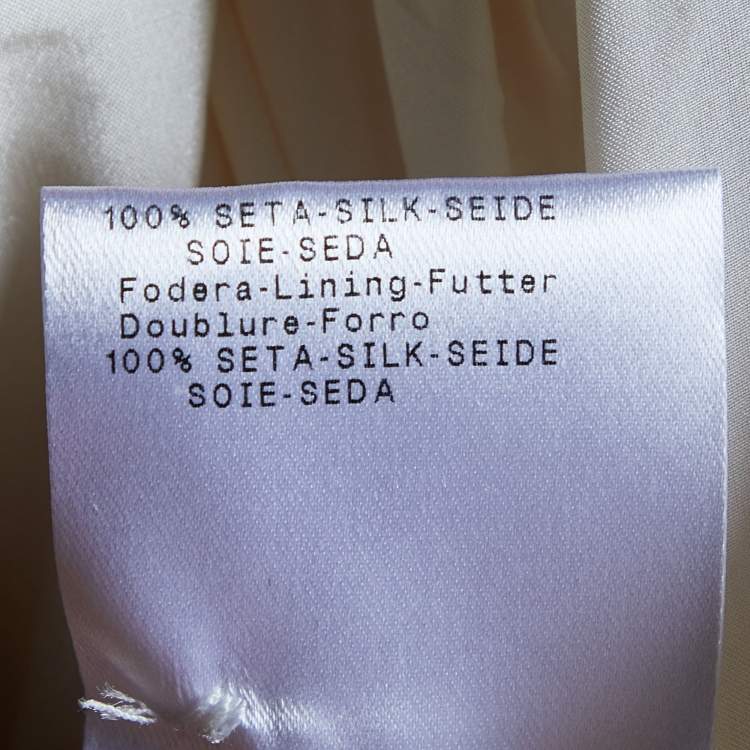 100% SETA-SILK-SEIDE
SOIE-SEDA
Fodera-Lining-Futter
Doublure-Forro
100% SETA-SILK-SEIDE
SOIE-SEDA